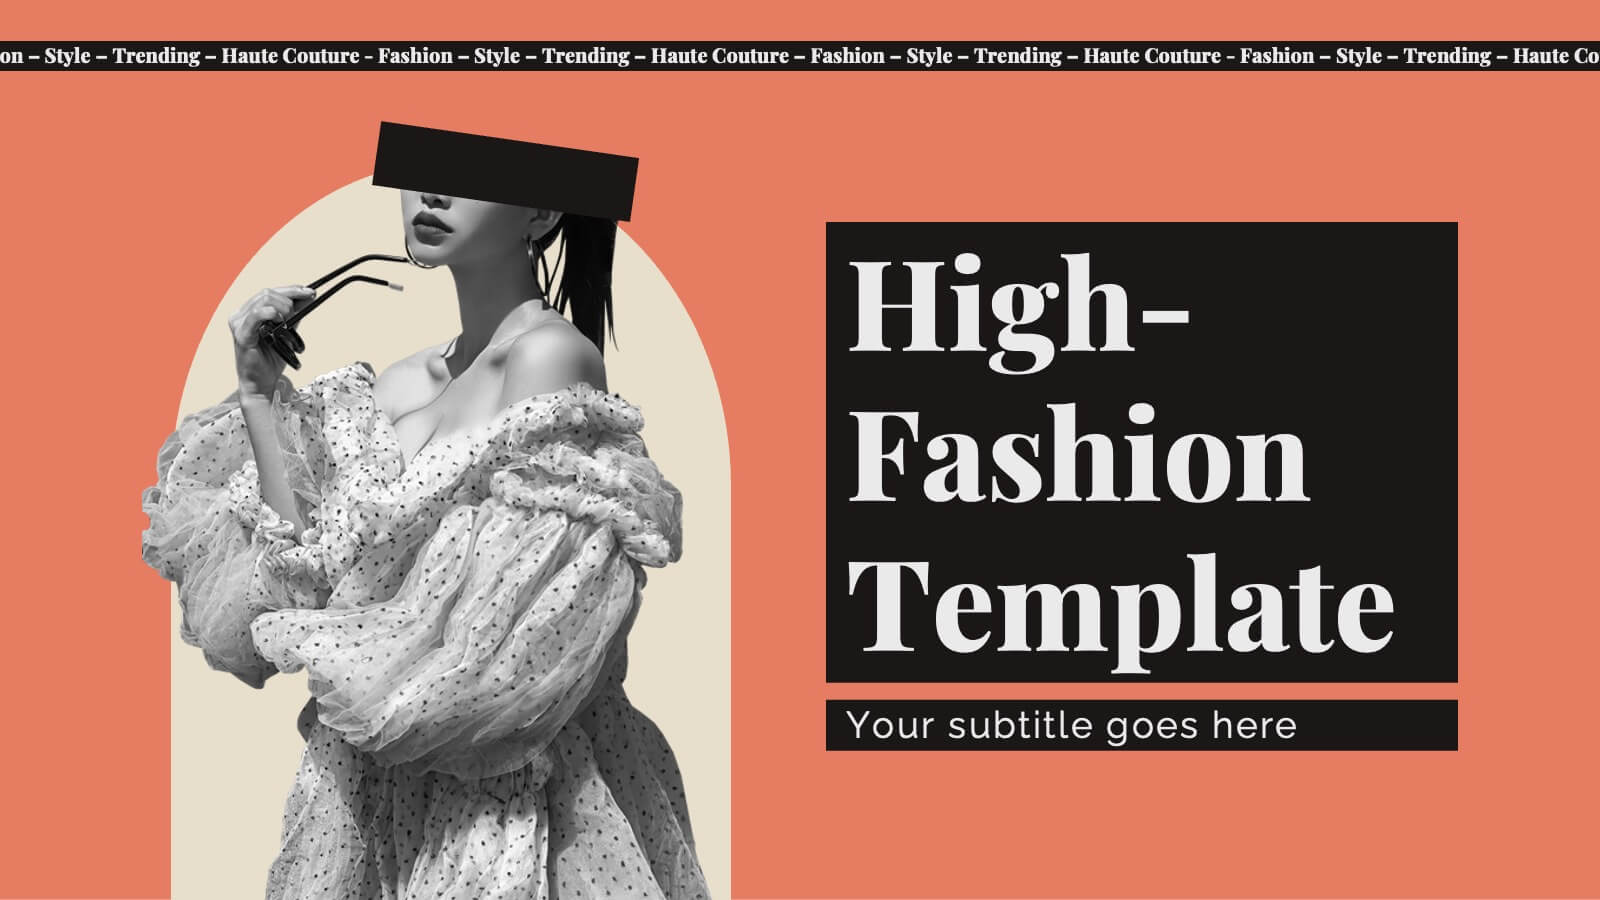 on – Style – Trending – Haute Couture - Fashion – Style – Trending – Haute Couture – Fashion – Style – Trending – Haute Couture - Fashion – Style – Trending – Haute Co
High-
Fashion
Template
Your subtitle goes here